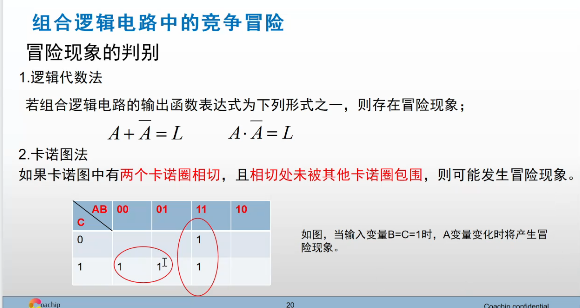 组合逻辑电路中的竞争冒险
冒险现象的判别
1.逻辑代数法
若组合逻辑电路的输出函数表达式为下列形式之一，则存在冒险现象；
A + A̅ = L    A · A̅ = L
2.卡诺图法
如果卡诺图中有两个卡诺圈相切，且相切处未被其他卡诺圈包围，则可能发生冒险现象。
AB 00 01 11 10
C
0 1
1 1 1 1
如图，当输入变量B=C=1时，A变量变化时将产生冒
险现象。
oachip
20
Coachip confidential